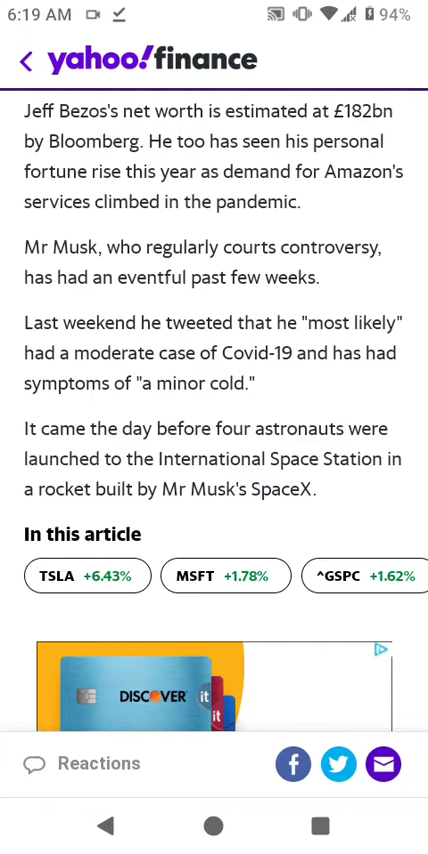 6:19 AM 94%
yahoo!finance
Jeff Bezos's net worth is estimated at £182bn
by Bloomberg. He too has seen his personal
fortune rise this year as demand for Amazon's
services climbed in the pandemic.
Mr Musk, who regularly courts controversy,
has had an eventful past few weeks.
Last weekend he tweeted that he "most likely"
had a moderate case of Covid-19 and has had
symptoms of "a minor cold."
It came the day before four astronauts were
launched to the International Space Station in
a rocket built by Mr Musk's SpaceX.
In this article
TSLA +6.43% MSFT +1.78% ^GSPC +1.62%
DISCOVER it
it
Reactions